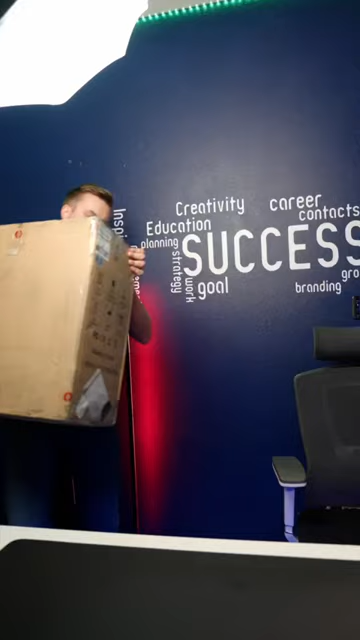 Creativity career
Education contacts
planning
SUCCESS
strategy
work
goal
branding